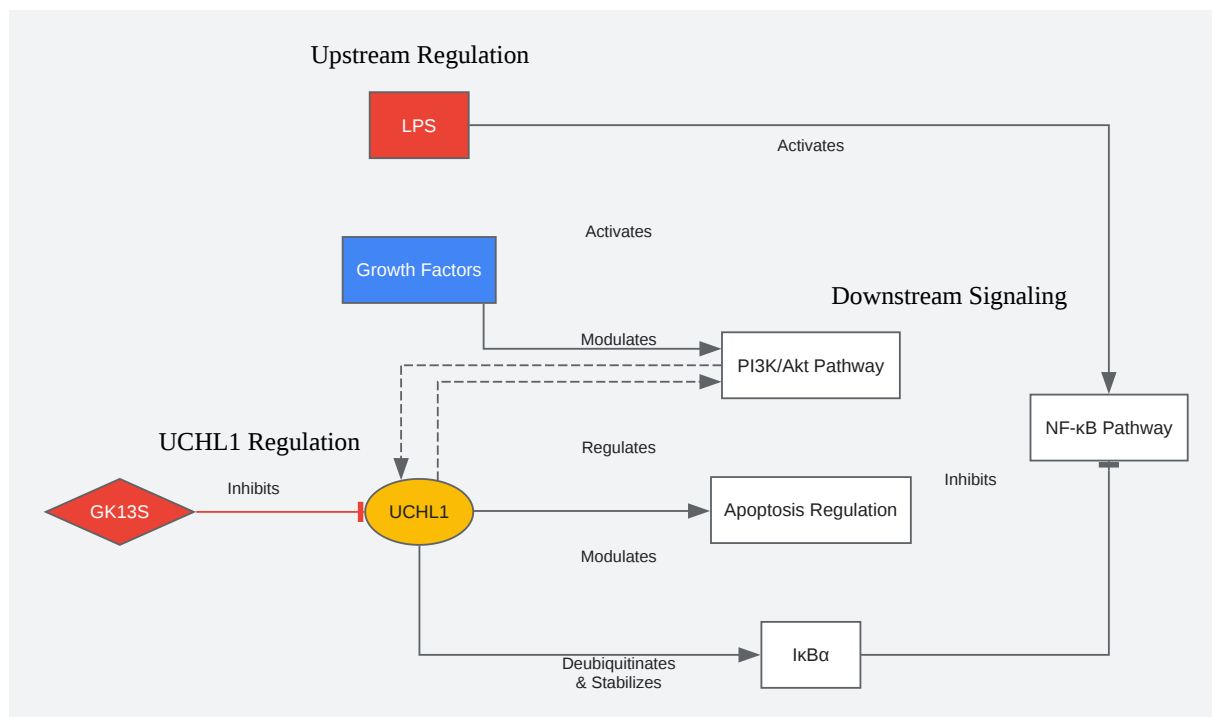 Upstream Regulation
LPS
Activates
Activates
Growth Factors
Downstream Signaling
Modulates
PI3K/Akt Pathway
NF-κB Pathway
UCHL1 Regulation
Regulates
Inhibits
Inhibits
GK13S
UCHL1
Apoptosis Regulation
Modulates
Deubiquitinates
& Stabilizes
IκBα